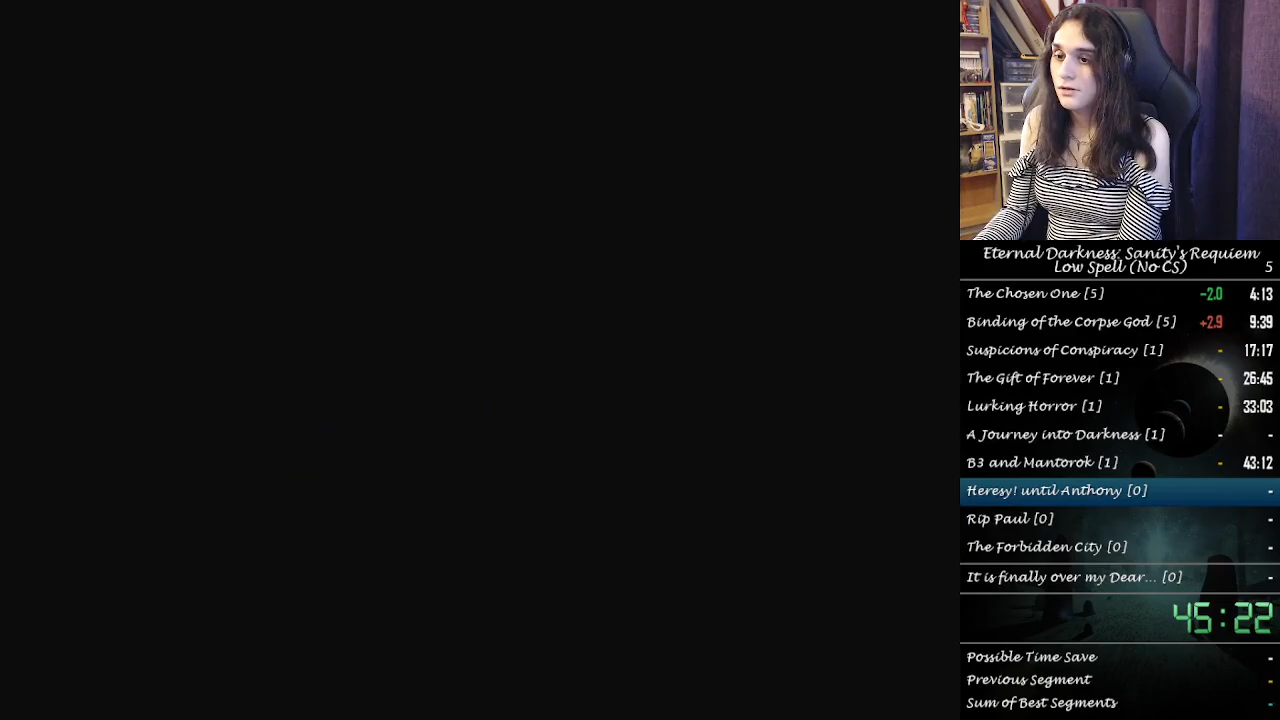 Eternal Darkness: Sanity's Requiem
Low Spell (No CS) 5
The Chosen One [5] -2.0 4:13
Binding of the Corpse God [5] +2.9 9:39
Suspicions of Conspiracy [1] - 17:17
The Gift of Forever [1] - 26:45
Lurking Horror [1] - 33:03
A Journey into Darkness [1] - -
B3 and Mantorok [1] - 43:12
Heresy! until Anthony [0] -
Rip Paul [0] -
The Forbidden City [0] -
It is finally over my Dear... [0] -
45:22
Possible Time Save -
Previous Segment -
Sum of Best Segments -